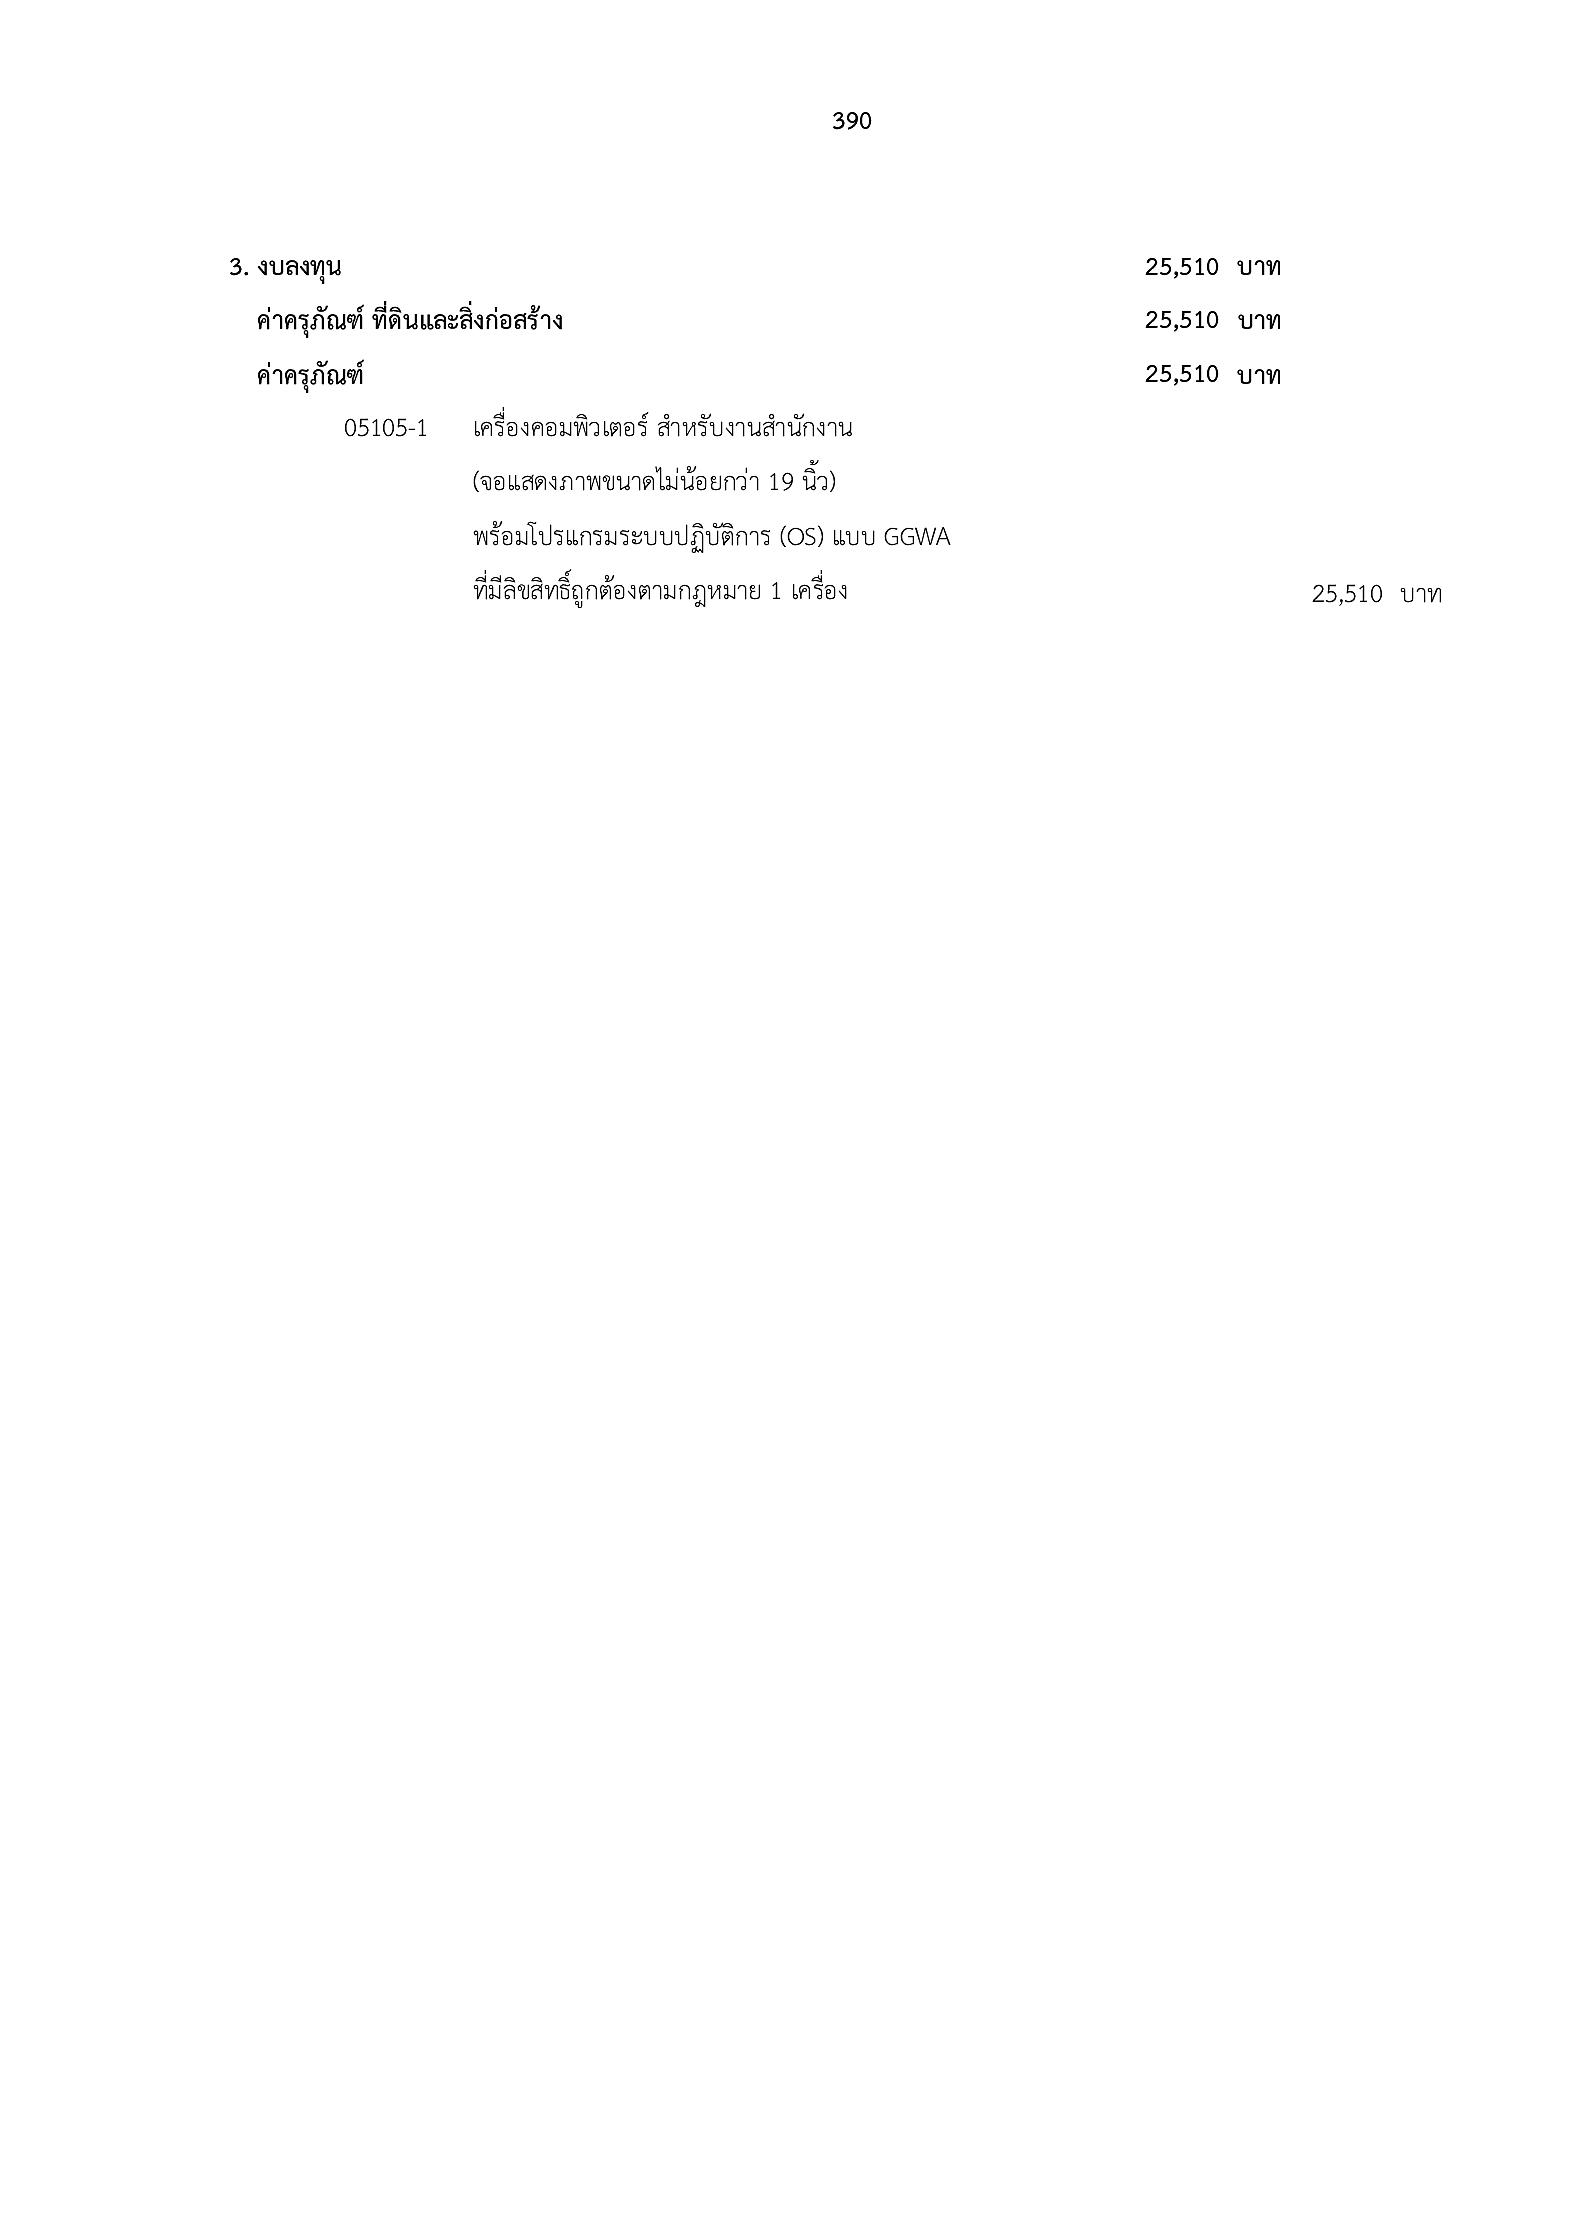 390
3. งบลงทุน 25,510 บาท
ค่าครุภัณฑ์ ที่ดินและสิ่งก่อสร้าง 25,510 บาท
ค่าครุภัณฑ์ 25,510 บาท
05105-1 เครื่องคอมพิวเตอร์ สำหรับงานสำนักงาน
(จอแสดงภาพขนาดไม่น้อยกว่า 19 นิ้ว)
พร้อมโปรแกรมระบบปฏิบัติการ (OS) แบบ GGWA
ที่มีลิขสิทธิ์ถูกต้องตามกฎหมาย 1 เครื่อง 25,510 บาท